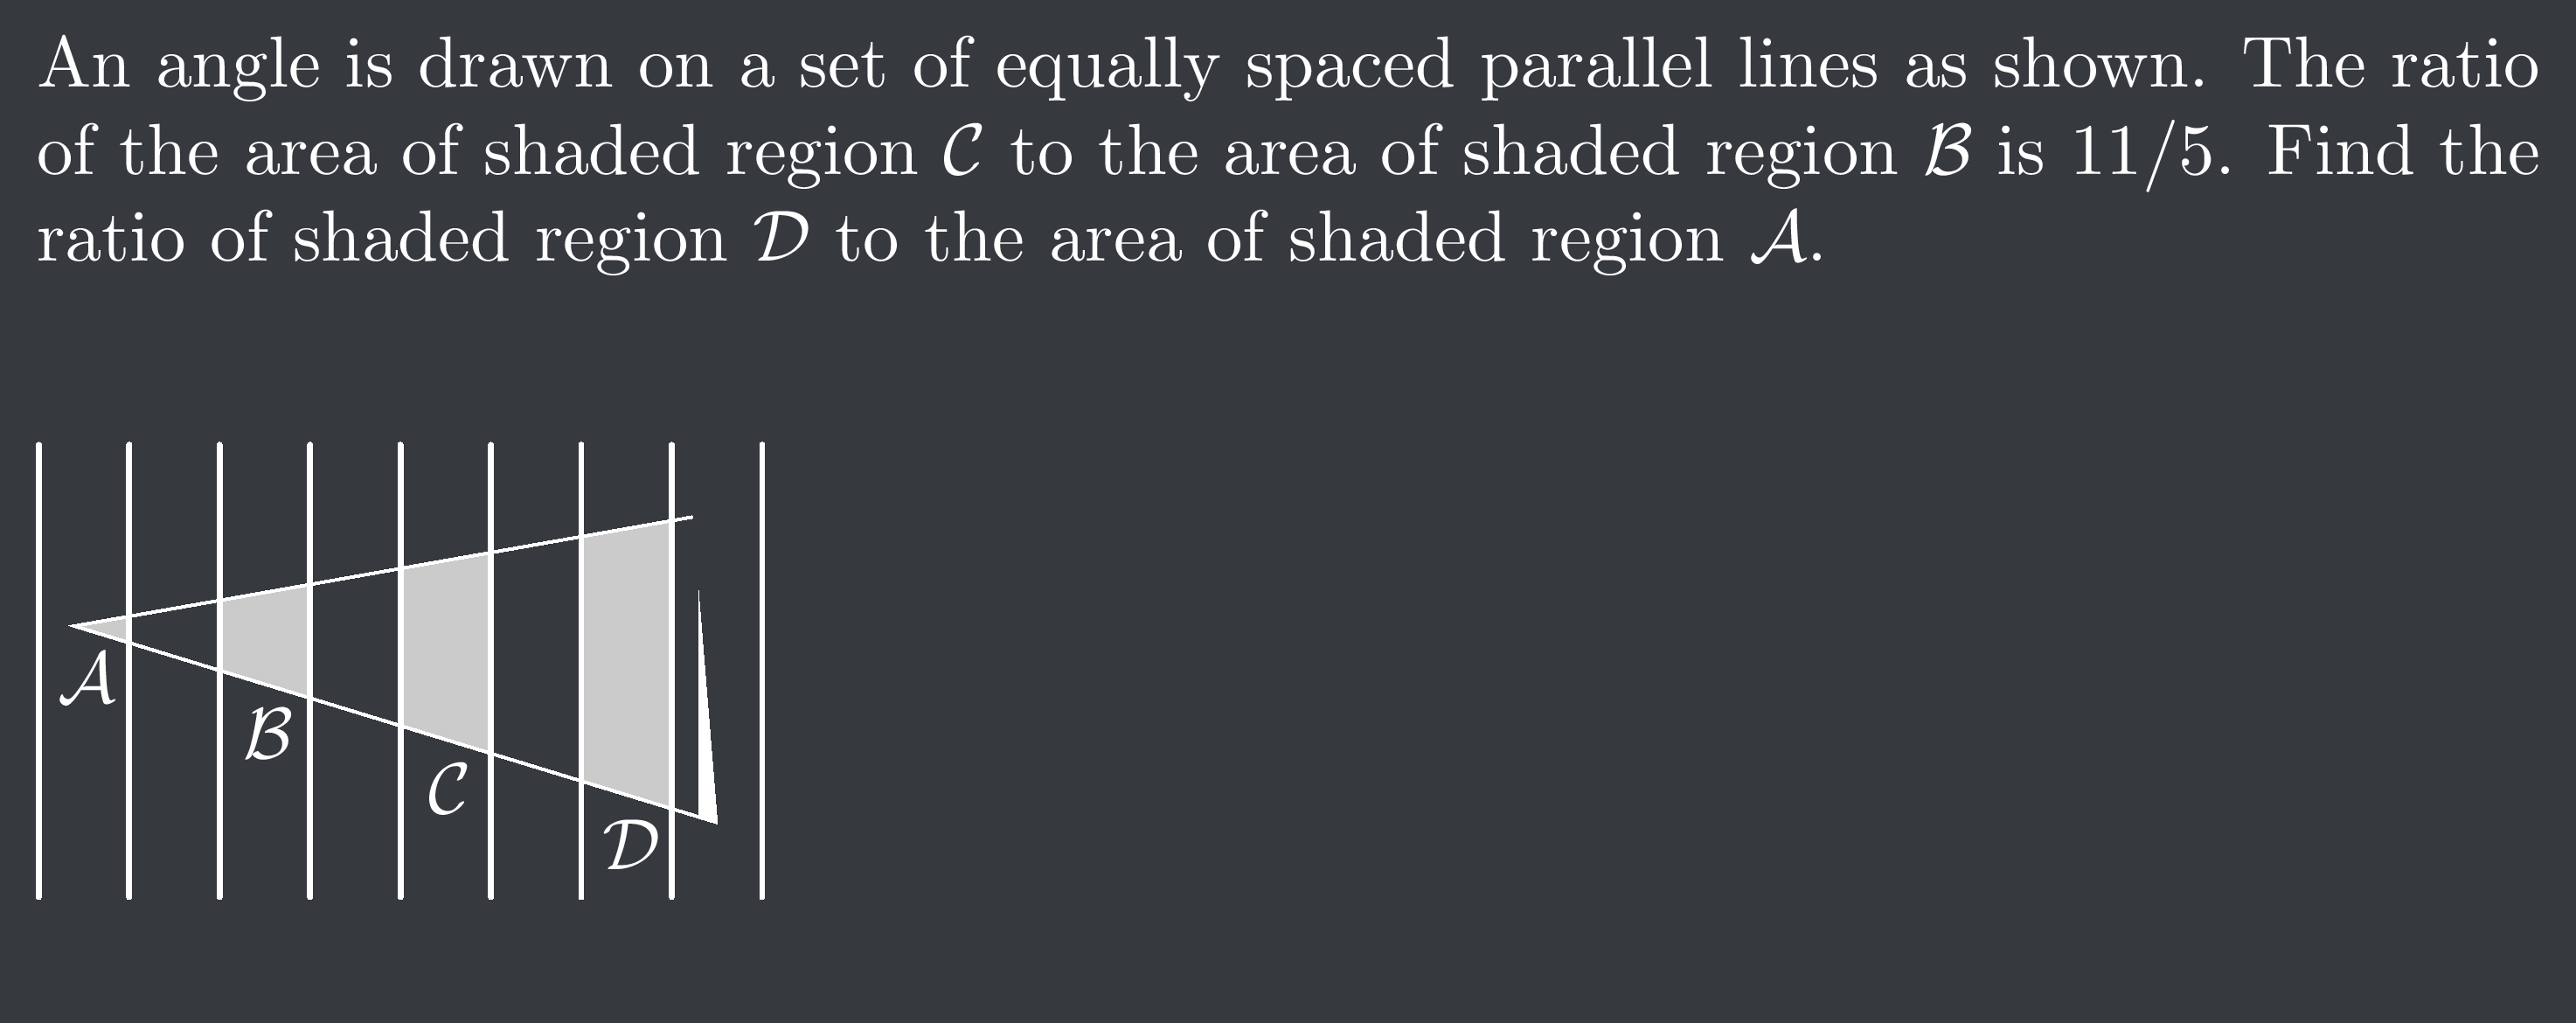 An angle is drawn on a set of equally spaced parallel lines as shown. The ratio
of the area of shaded region 𝒞 to the area of shaded region ℬ is 11/5. Find the
ratio of shaded region 𝒟 to the area of shaded region 𝒜.
𝒜
ℬ
𝒞
𝒟